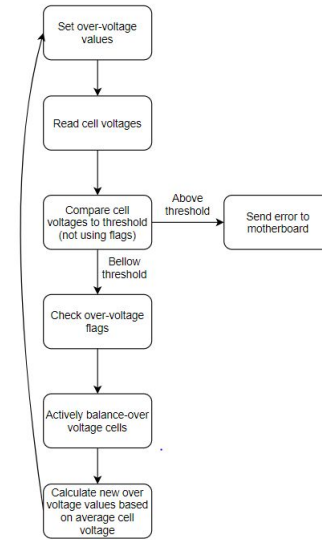 Set over-voltage
values
Read cell voltages
Compare cell
voltages to threshold
(not using flags)
Above
threshold
Send error to
motherboard
Bellow
threshold
Check over-voltage
flags
Actively balance-over
voltage cells
Calculate new over
voltage values based
on average cell
voltage